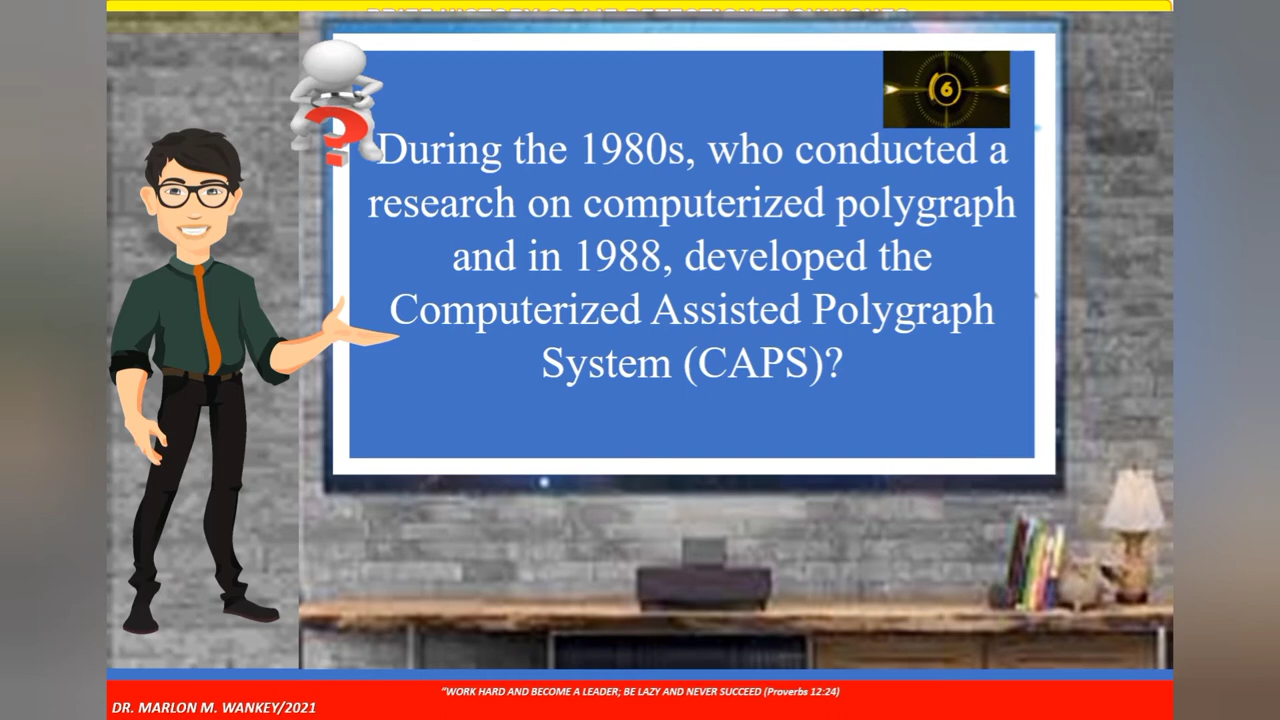 6
During the 1980s, who conducted a
research on computerized polygraph
and in 1988, developed the
Computerized Assisted Polygraph
System (CAPS)?
"WORK HARD AND BECOME A LEADER; BE LAZY AND NEVER SUCCEED (Proverbs 12:24)
DR. MARLON M. WANKEY/2021